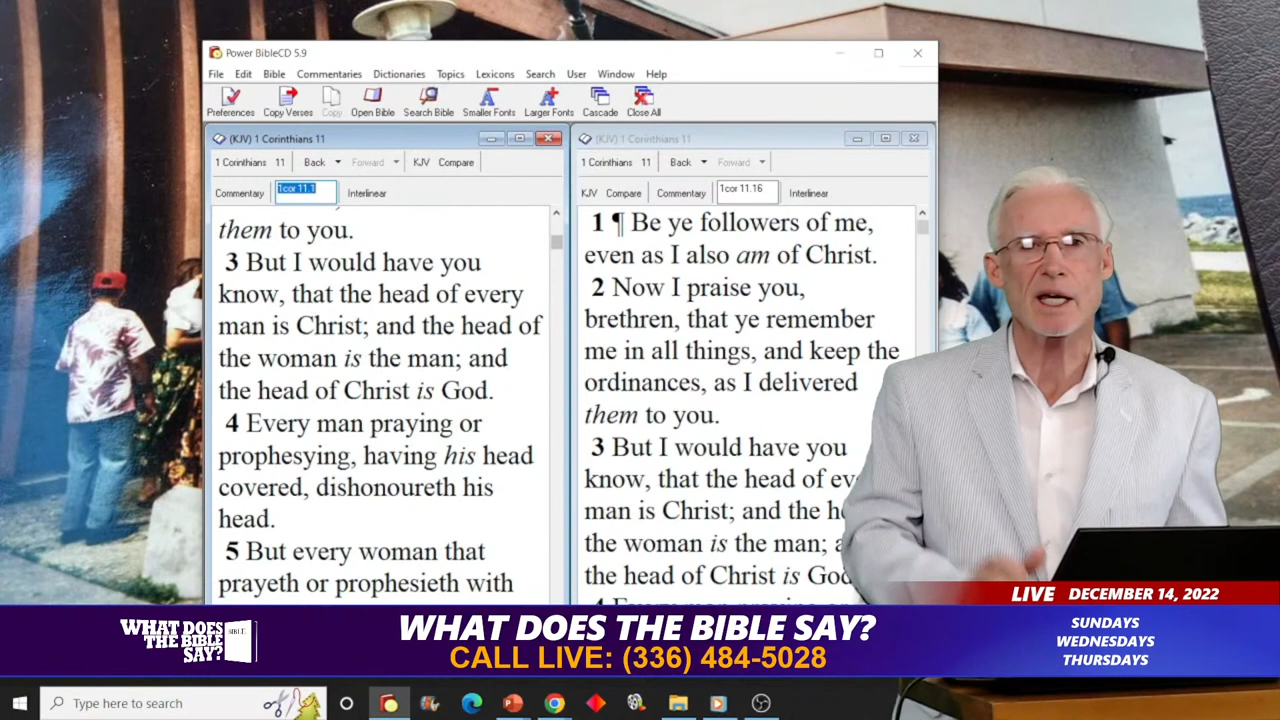 Power BibleCD 5.9
File Edit Bible Commentaries Dictionaries Topics Lexicons Search User Window Help
Preferences Copy Verses Copy Open Bible Search Bible Smaller Fonts Larger Fonts Cascade Close All
(KJV) 1 Corinthians 11
1 Corinthians 11 Back Forward KJV Compare
Commentary 1cor 11.1 Interlinear
them to you.
3 But I would have you
know, that the head of every
man is Christ; and the head of
the woman is the man; and
the head of Christ is God.
4 Every man praying or
prophesying, having his head
covered, dishonoureth his
head.
5 But every woman that
prayeth or prophesieth with
(KJV) 1 Corinthians 11
1 Corinthians 11 Back Forward
KJV Compare Commentary 1cor 11.16 Interlinear
1 ¶ Be ye followers of me,
even as I also am of Christ.
2 Now I praise you,
brethren, that ye remember
me in all things, and keep the
ordinances, as I delivered
them to you.
3 But I would have you
know, that the head of ev
man is Christ; and the h
the woman is the man; a
the head of Christ is God
LIVE DECEMBER 14, 2022
WHAT DOES
THE BIBLE
SAY?
BIBLE
WHAT DOES THE BIBLE SAY?
CALL LIVE: (336) 484-5028
SUNDAYS
WEDNESDAYS
THURSDAYS
Type here to search